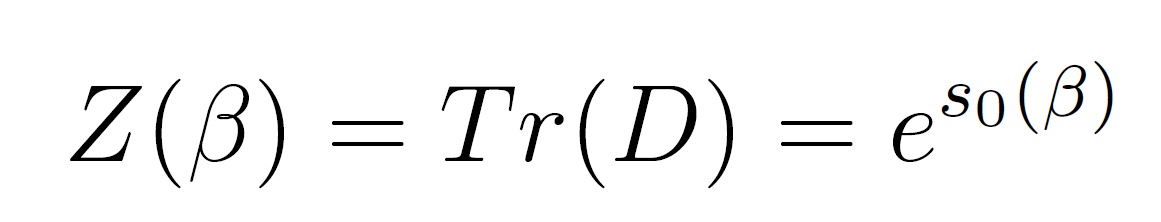 Z(β) = Tr(D) = e^{s_0(β)}